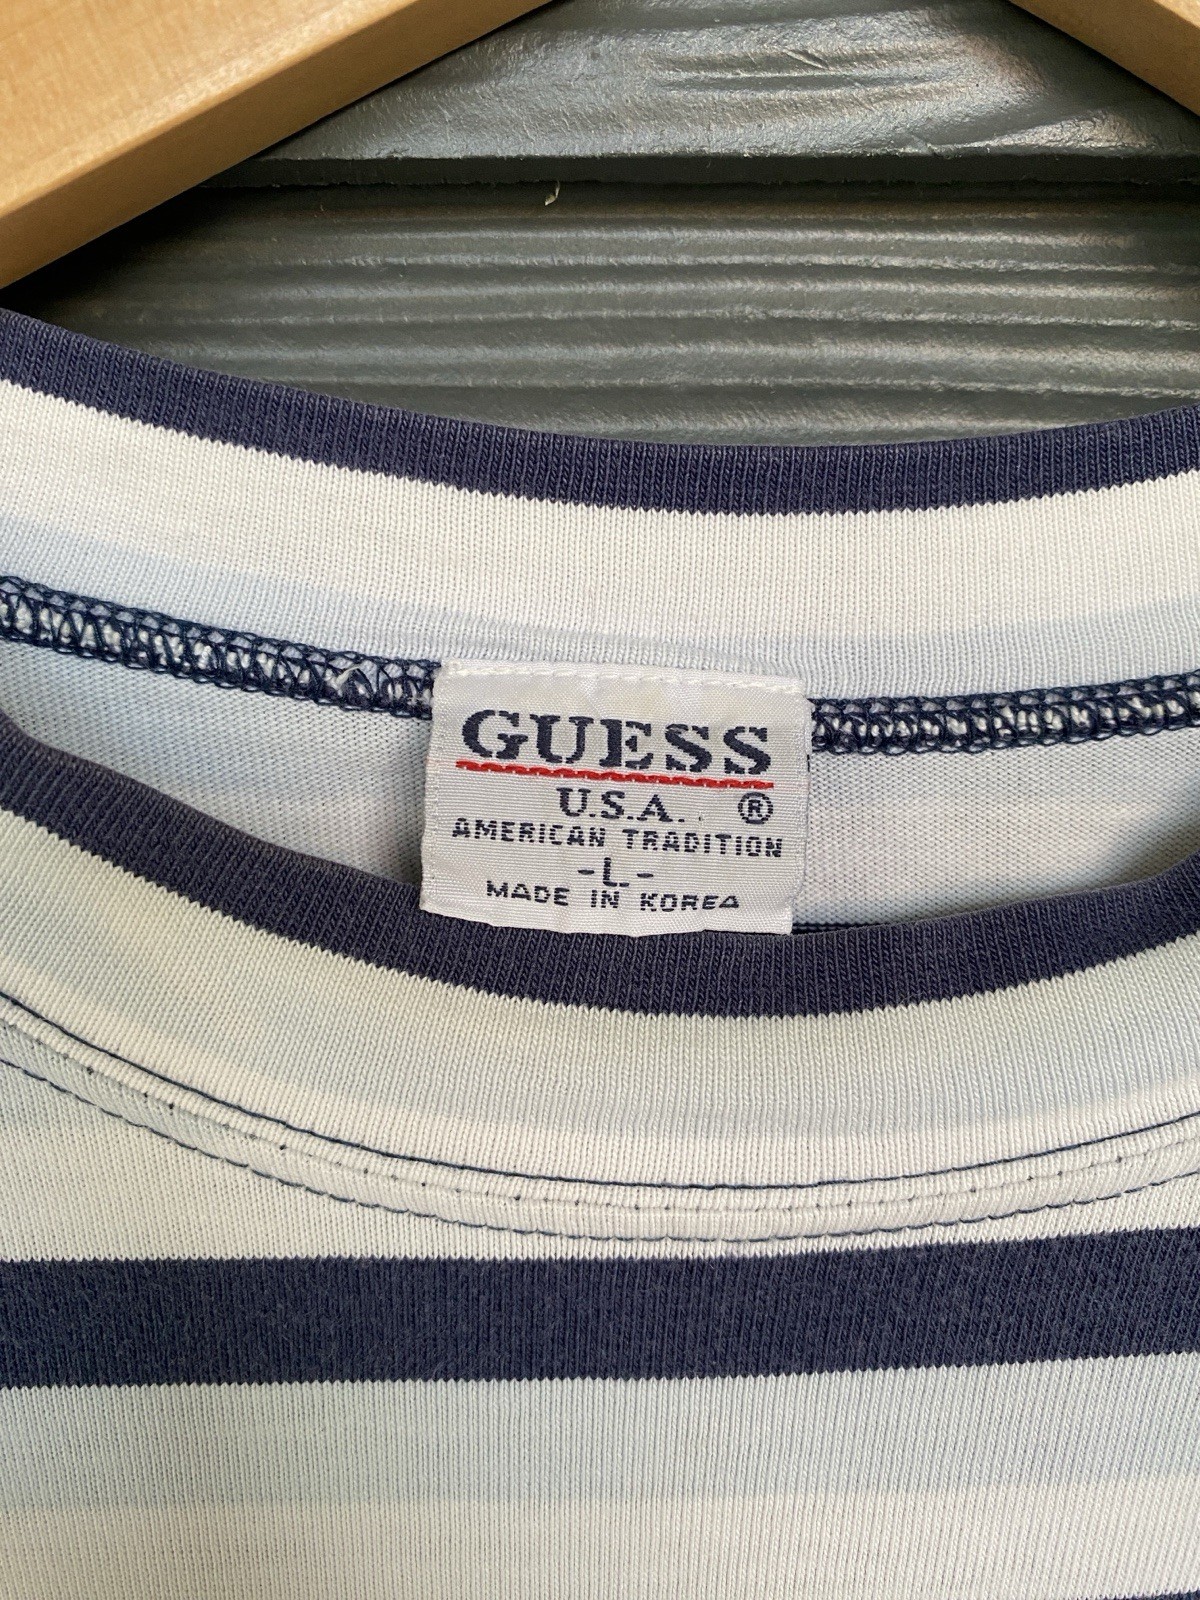 GUESS
U.S.A. ®
AMERICAN TRADITION
-L-
MADE IN KOREA